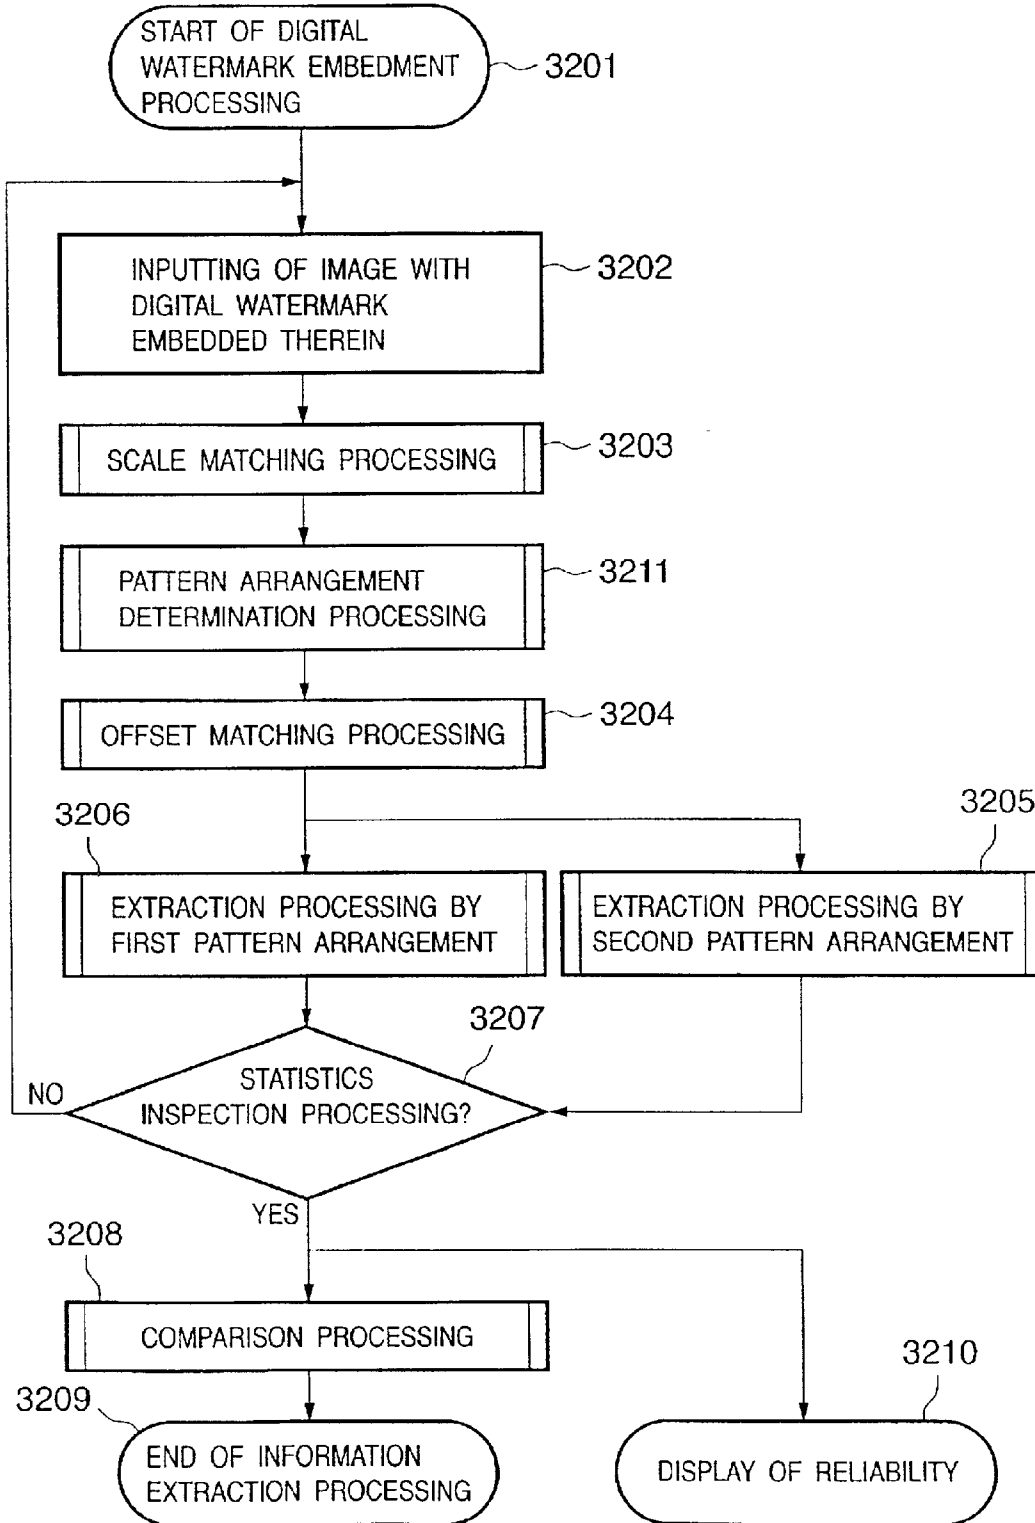 START OF DIGITAL
WATERMARK EMBEDMENT
PROCESSING
3201
INPUTTING OF IMAGE WITH
DIGITAL WATERMARK
EMBEDDED THEREIN
3202
SCALE MATCHING PROCESSING
3203
PATTERN ARRANGEMENT
DETERMINATION PROCESSING
3211
OFFSET MATCHING PROCESSING
3204
3206
3205
EXTRACTION PROCESSING BY
FIRST PATTERN ARRANGEMENT
EXTRACTION PROCESSING BY
SECOND PATTERN ARRANGEMENT
3207
STATISTICS
INSPECTION PROCESSING?
NO
YES
3208
COMPARISON PROCESSING
3209
3210
END OF INFORMATION
EXTRACTION PROCESSING
DISPLAY OF RELIABILITY